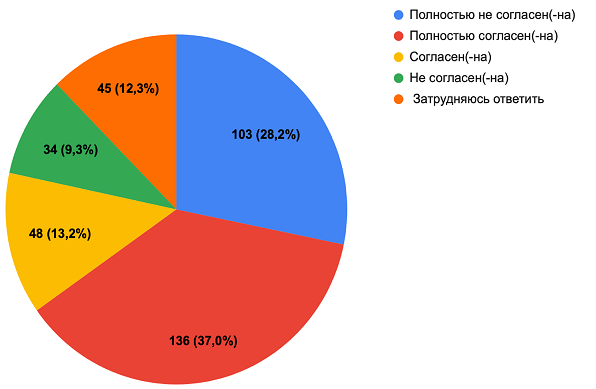 Полностью не согласен(-на)
Полностью согласен(-на)
Согласен(-на)
Не согласен(-на)
Затрудняюсь ответить
45 (12,3%)
103 (28,2%)
34 (9,3%)
48 (13,2%)
136 (37,0%)